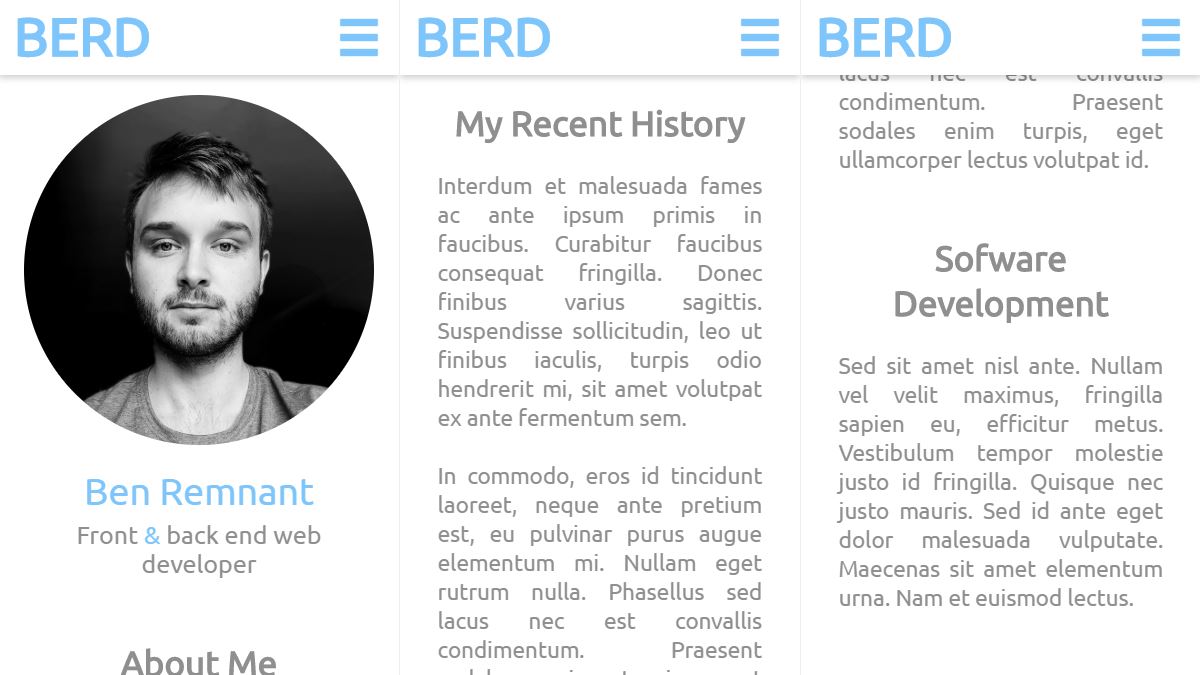 BERD
Ben Remnant
Front & back end web
developer
About Me
BERD
My Recent History
Interdum et malesuada fames
ac ante ipsum primis in
faucibus. Curabitur faucibus
consequat fringilla. Donec
finibus varius sagittis.
Suspendisse sollicitudin, leo ut
finibus iaculis, turpis odio
hendrerit mi, sit amet volutpat
ex ante fermentum sem.
In commodo, eros id tincidunt
laoreet, neque ante pretium
est, eu pulvinar purus augue
elementum mi. Nullam eget
rutrum nulla. Phasellus sed
lacus nec est convallis
condimentum. Praesent
BERD
lacus nec est convallis
condimentum. Praesent
sodales enim turpis, eget
ullamcorper lectus volutpat id.
Sofware
Development
Sed sit amet nisl ante. Nullam
vel velit maximus, fringilla
sapien eu, efficitur metus.
Vestibulum tempor molestie
justo id fringilla. Quisque nec
justo mauris. Sed id ante eget
dolor malesuada vulputate.
Maecenas sit amet elementum
urna. Nam et euismod lectus.